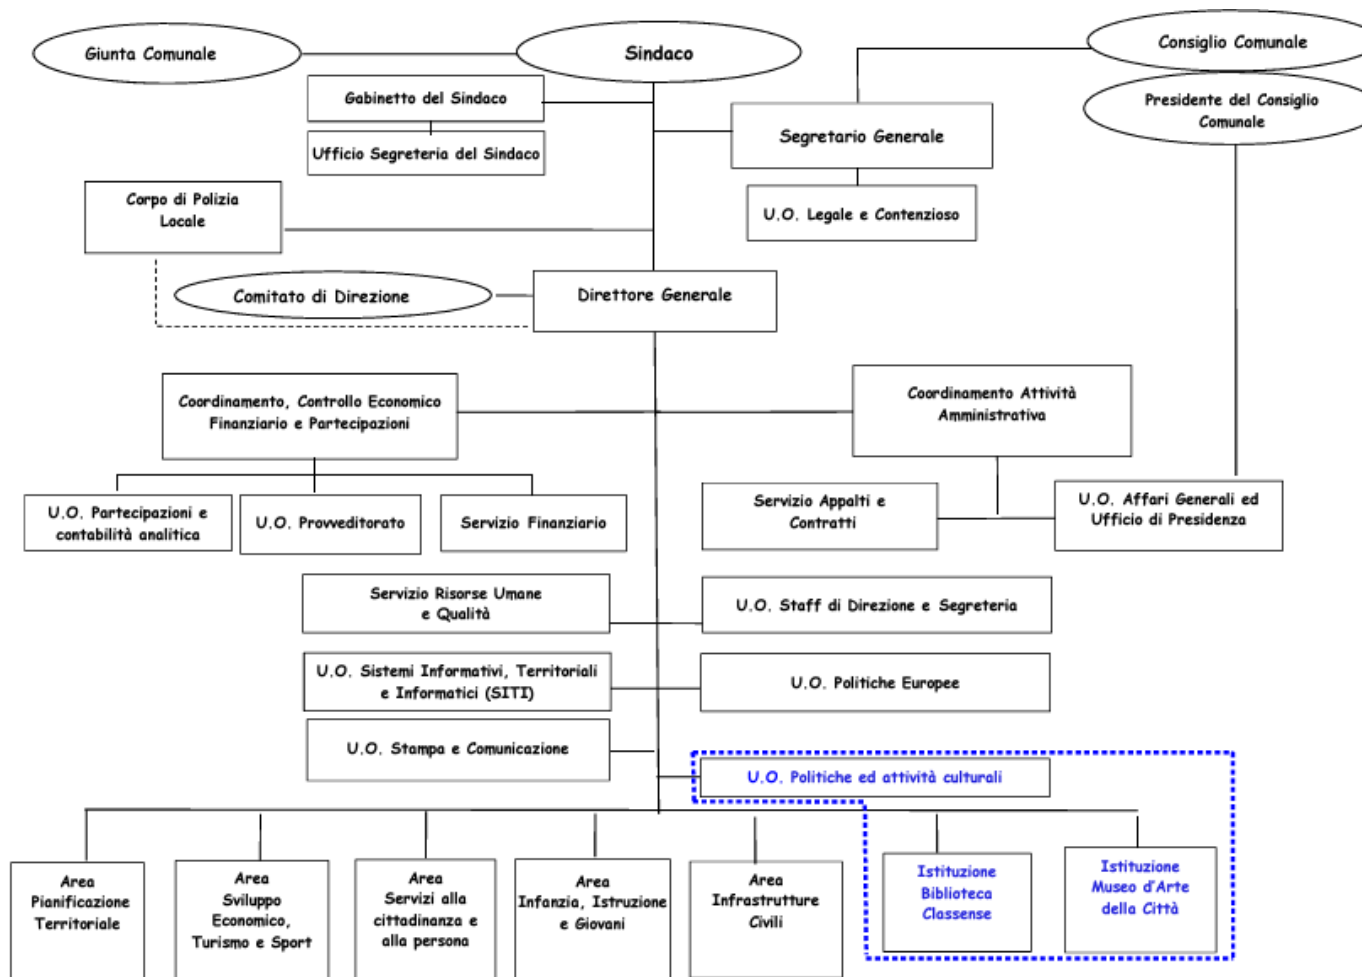 Giunta Comunale
Sindaco
Consiglio Comunale
Gabinetto del Sindaco
Presidente del Consiglio
Comunale
Segretario Generale
Ufficio Segreteria del Sindaco
Corpo di Polizia
Locale
U.O. Legale e Contenzioso
Comitato di Direzione
Direttore Generale
Coordinamento, Controllo Economico
Finanziario e Partecipazioni
Coordinamento Attività
Amministrativa
U.O. Partecipazioni e
contabilità analitica
U.O. Provveditorato
Servizio Finanziario
Servizio Appalti e
Contratti
U.O. Affari Generali ed
Ufficio di Presidenza
Servizio Risorse Umane
e Qualità
U.O. Staff di Direzione e Segreteria
U.O. Sistemi Informativi, Territoriali
e Informatici (SITI)
U.O. Politiche Europee
U.O. Stampa e Comunicazione
U.O. Politiche ed attività culturali
Area
Pianificazione
Territoriale
Area
Sviluppo
Economico,
Turismo e Sport
Area
Servizi alla
cittadinanza e
alla persona
Area
Infanzia, Istruzione
e Giovani
Area
Infrastrutture
Civili
Istituzione
Biblioteca
Classense
Istituzione
Museo d'Arte
della Città